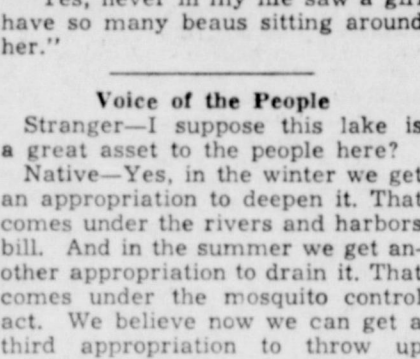 Yes, never in my life saw a girl
have so many beaus sitting around
her."
Voice of the People
Stranger—I suppose this lake is
a great asset to the people here?
Native—Yes, in the winter we get
an appropriation to deepen it. That
comes under the rivers and harbors
bill. And in the summer we get an-
other appropriation to drain it. That
comes under the mosquito control
act. We believe now we can get a
third appropriation to throw up